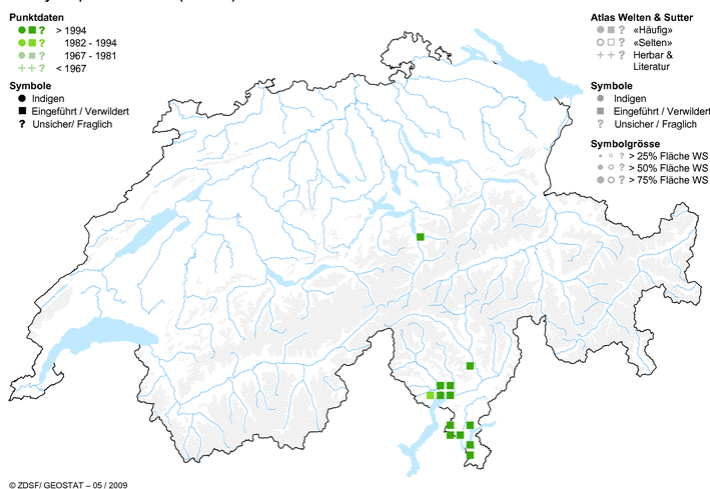 Punktdaten
> 1994
1982 - 1994
? 1967 - 1981
++? < 1967
Symbole
Indigen
Eingeführt / Verwildert
? Unsicher/ Fraglich
Atlas Welten & Sutter
? «Häufig»
? «Selten»
++? Herbar &
Literatur
Symbole
Indigen
Eingeführt / Verwildert
? Unsicher / Fraglich
Symbolgrösse
? > 25% Fläche WS
? > 50% Fläche WS
? > 75% Fläche WS
© ZDSF/ GEOSTAT – 05 / 2009